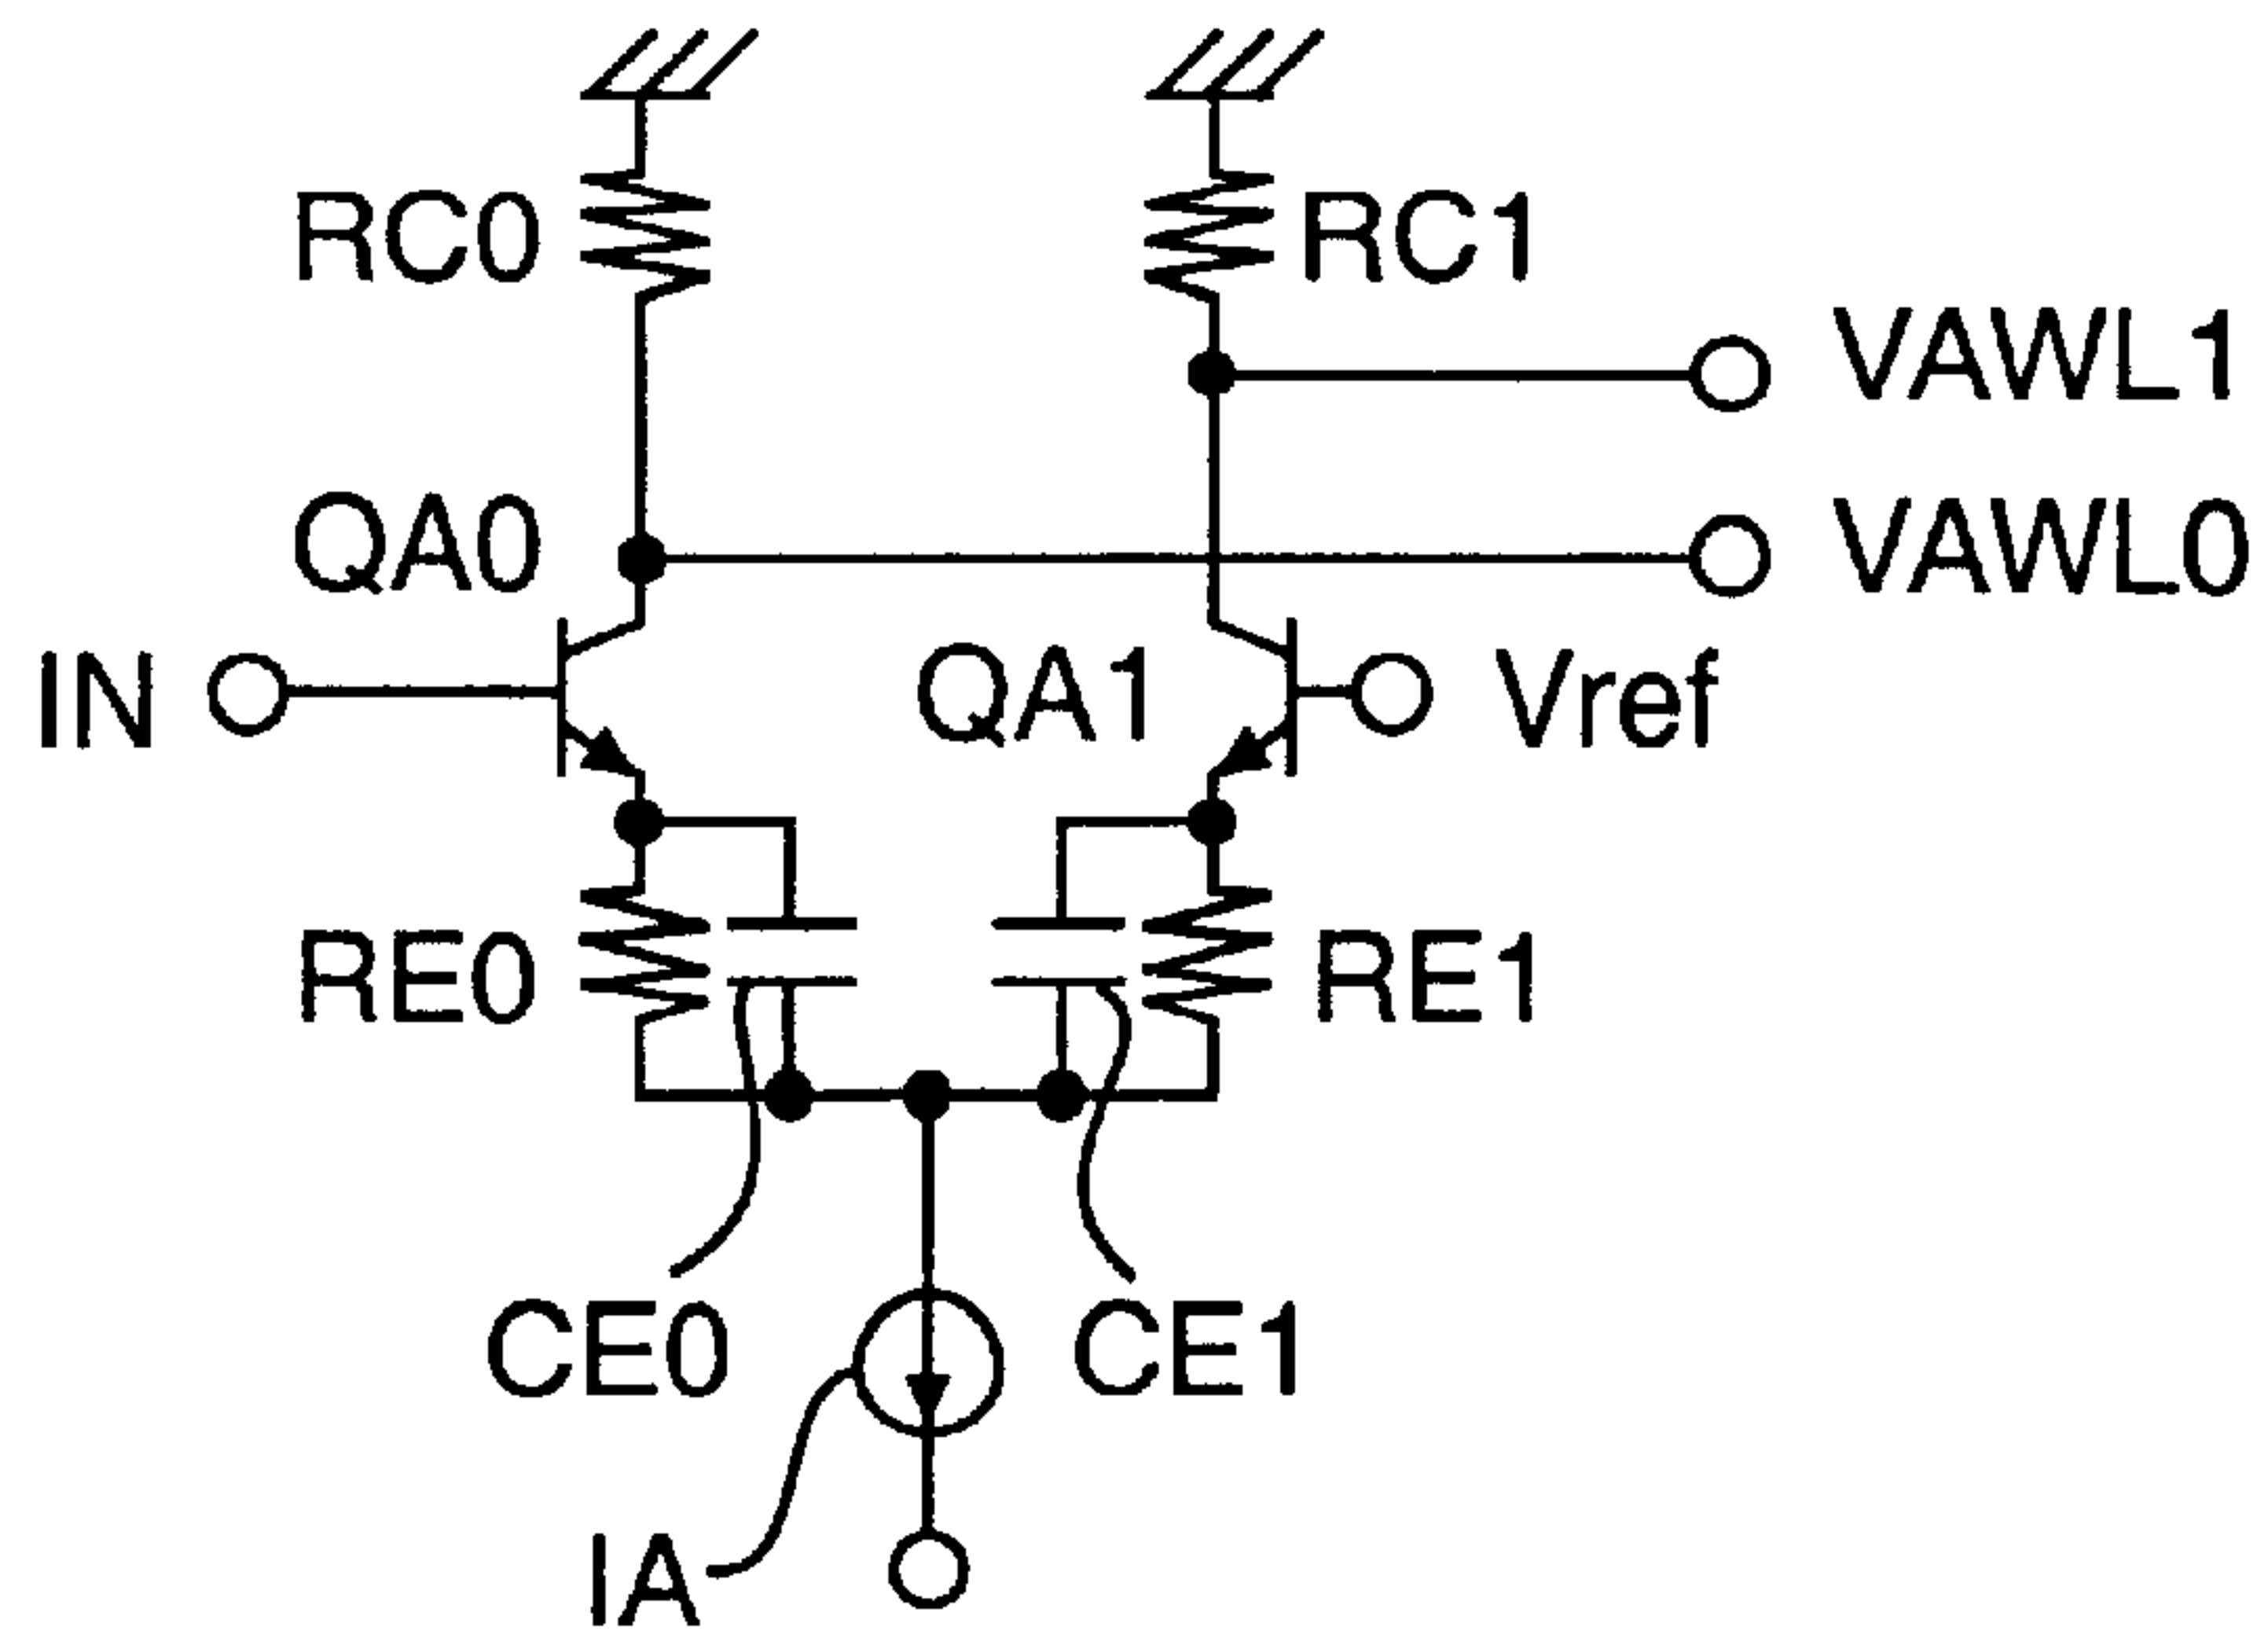 RC0
RC1
VAWL1
QA0
VAWL0
IN
QA1
Vref
RE0
RE1
CE0
CE1
IA